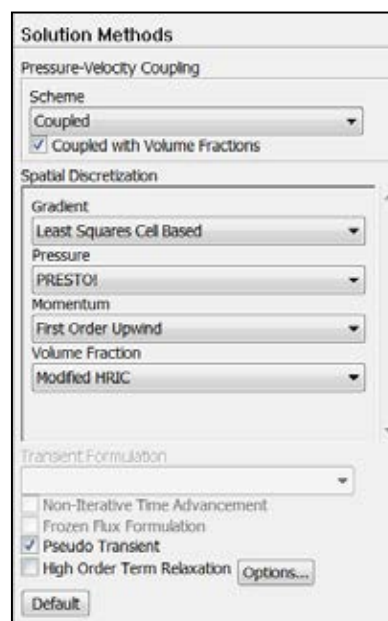 Solution Methods
Pressure-Velocity Coupling
Scheme
Coupled
Coupled with Volume Fractions
Spatial Discretization
Gradient
Least Squares Cell Based
Pressure
PRESTO!
Momentum
First Order Upwind
Volume Fraction
Modified HRIC
Transient Formulation
Non-Iterative Time Advancement
Frozen Flux Formulation
Pseudo Transient
High Order Term Relaxation Options...
Default